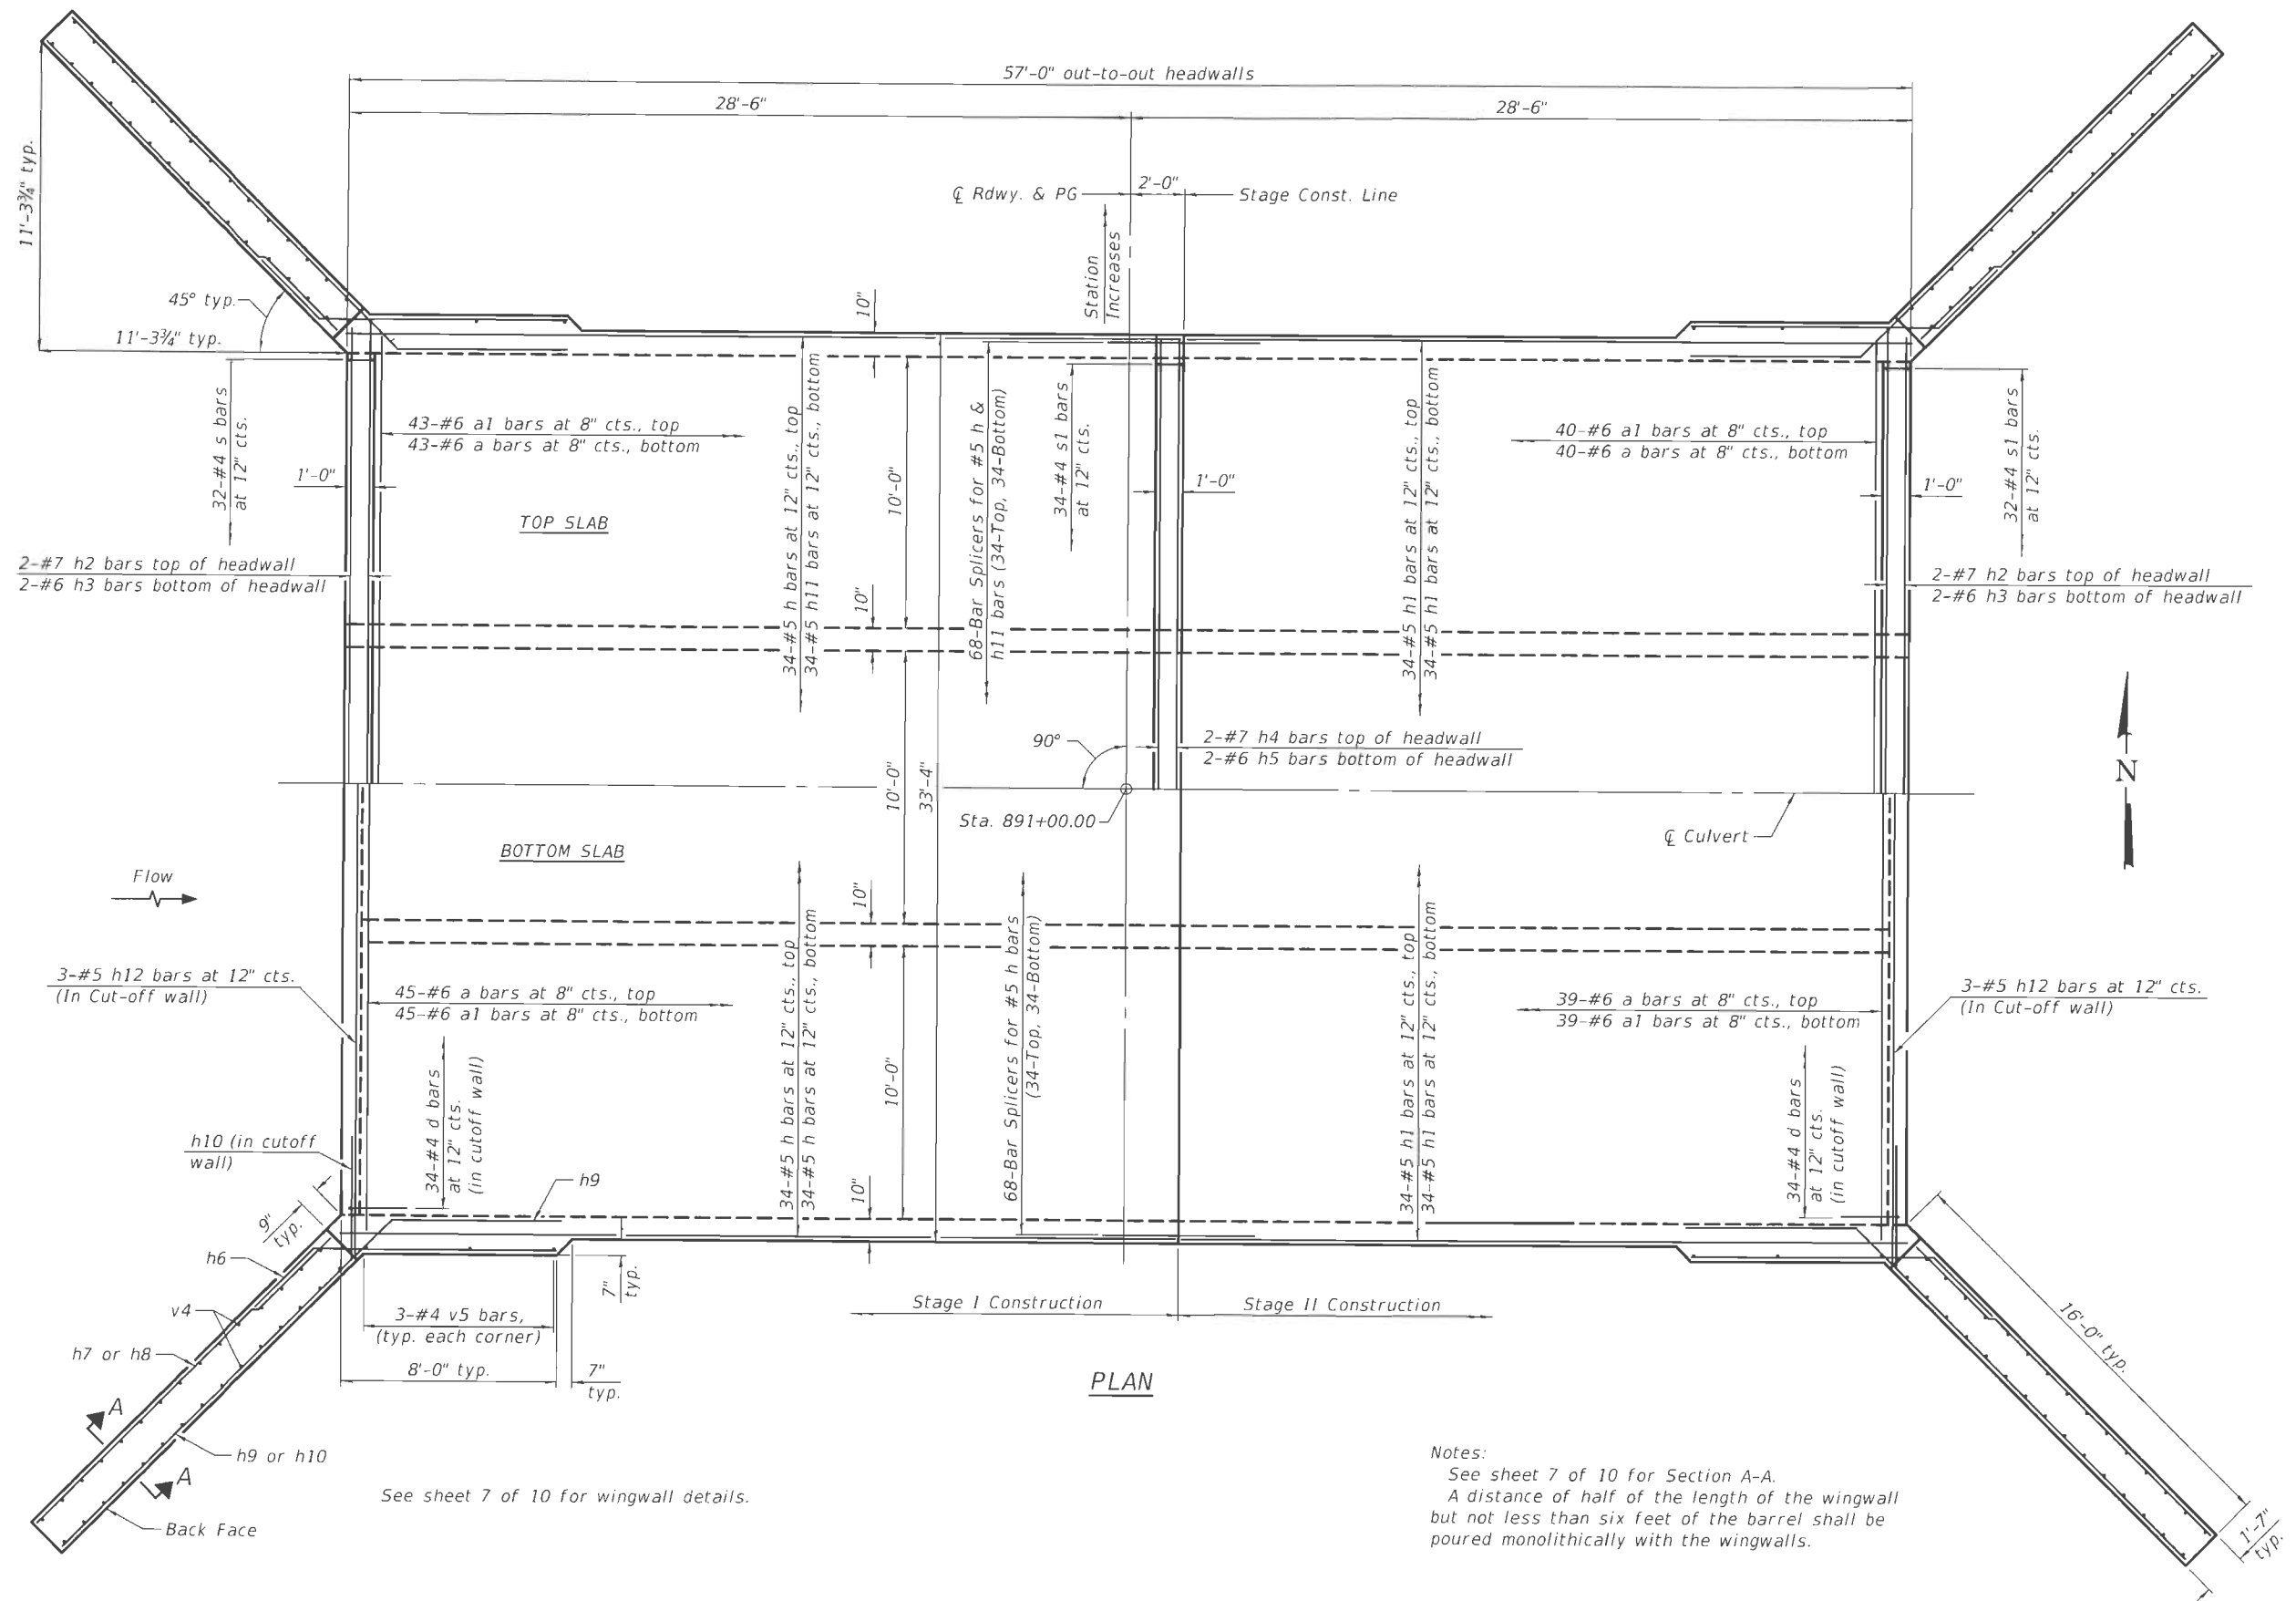 57'-0" out-to-out headwalls
28'-6"
28'-6"
11'-3¾" typ.
℄ Rdwy. & PG
2'-0"
Stage Const. Line
Station
Increases
45° typ.
11'-3¾" typ.
10"
32-#4 s bars
at 12" cts.
43-#6 a1 bars at 8" cts., top
43-#6 a bars at 8" cts., bottom
1'-0"
TOP SLAB
34-#5 h bars at 12" cts., top
34-#5 h11 bars at 12" cts., bottom
10'-0"
68-Bar Splicers for #5 h &
h11 bars (34-Top, 34-Bottom)
34-#4 s1 bars
at 12" cts.
1'-0"
34-#5 h1 bars at 12" cts., top
34-#5 h1 bars at 12" cts., bottom
40-#6 a1 bars at 8" cts., top
40-#6 a bars at 8" cts., bottom
1'-0"
32-#4 s1 bars
at 12" cts.
2-#7 h2 bars top of headwall
2-#6 h3 bars bottom of headwall
10"
2-#7 h2 bars top of headwall
2-#6 h3 bars bottom of headwall
90°
2-#7 h4 bars top of headwall
2-#6 h5 bars bottom of headwall
N
10'-0"
33'-4"
Sta. 891+00.00
℄ Culvert
BOTTOM SLAB
Flow
10"
3-#5 h12 bars at 12" cts.
(In Cut-off wall)
45-#6 a bars at 8" cts., top
45-#6 a1 bars at 8" cts., bottom
34-#5 h bars at 12" cts., top
34-#5 h bars at 12" cts., bottom
10'-0"
68-Bar Splicers for #5 h bars
(34-Top, 34-Bottom)
34-#5 h1 bars at 12" cts., top
34-#5 h1 bars at 12" cts., bottom
39-#6 a bars at 8" cts., top
39-#6 a1 bars at 8" cts., bottom
3-#5 h12 bars at 12" cts.
(In Cut-off wall)
34-#4 d bars
at 12" cts.
(in cutoff wall)
34-#4 d bars
at 12" cts.
(in cutoff wall)
h10 (in cutoff
wall)
h9
10"
9"
typ.
h6
7"
typ.
v4
3-#4 v5 bars,
(typ. each corner)
Stage I Construction
Stage II Construction
h7 or h8
8'-0" typ.
7"
typ.
16'-0" typ.
PLAN
A
h9 or h10
A
Back Face
See sheet 7 of 10 for wingwall details.
Notes:
See sheet 7 of 10 for Section A-A.
A distance of half of the length of the wingwall
but not less than six feet of the barrel shall be
poured monolithically with the wingwalls.
1'-7"
typ.